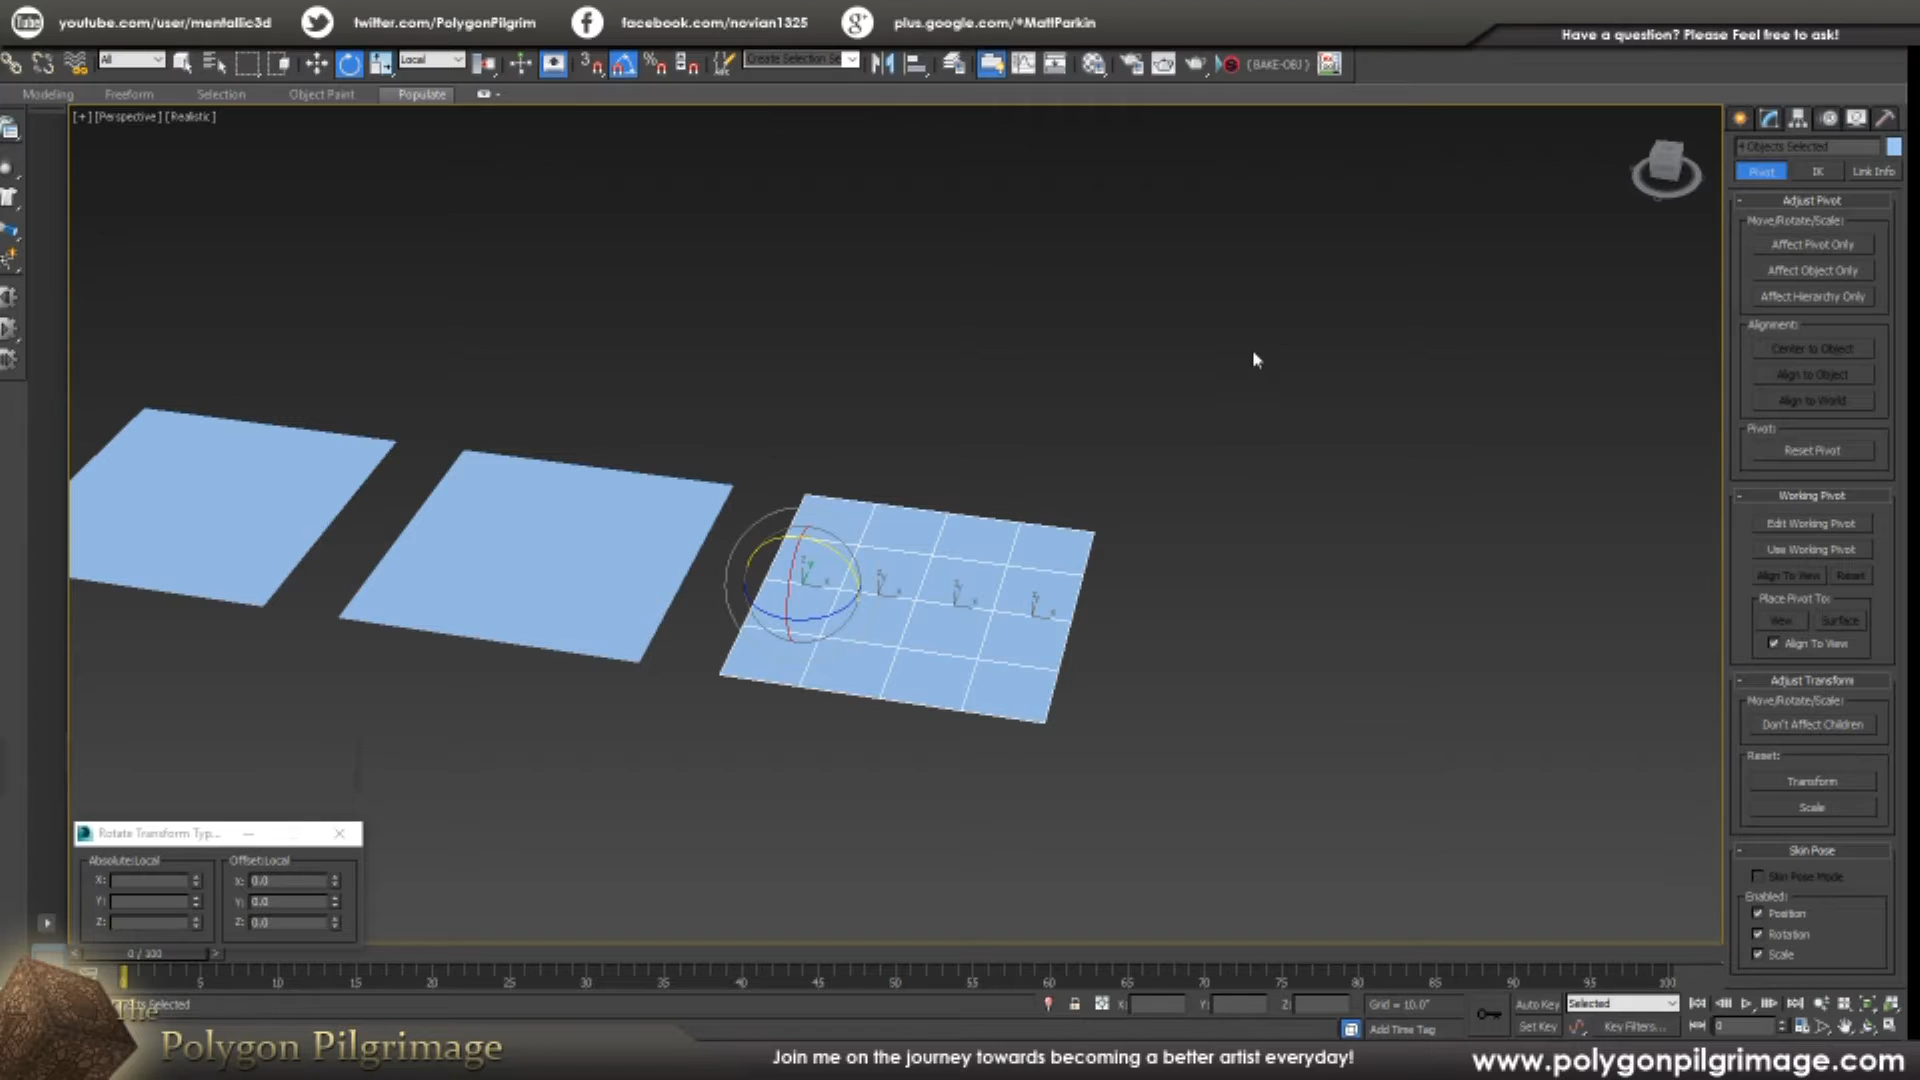 You Tube youtube.com/user/mentallic3d twitter.com/PolygonPilgrim f facebook.com/novian1325 g+ plus.google.com/+MattParkin
Have a question? Please Feel free to ask!
All Local Create Selection Se (BAKE-OBJ)
Modeling Freeform Selection Object Paint Populate
[+] [Perspective] [Realistic]
4 Objects Selected
Pivot IK Link Info
- Adjust Pivot
Move/Rotate/Scale:
Affect Pivot Only
Affect Object Only
Affect Hierarchy Only
Alignment:
Center to Object
Align to Object
Align to World
Pivot:
Reset Pivot
- Working Pivot
Edit Working Pivot
Use Working Pivot
Align To View Reset
Place Pivot To:
View Surface
Align To View
- Adjust Transform
Move/Rotate/Scale:
Don't Affect Children
Reset:
Transform
Scale
- Skin Pose
Skin Pose Mode
Enabled:
Position
Rotation
Scale
Rotate Transform Typ...
Absolute:Local Offset:Local
X: X: 0.0
Y: Y: 0.0
Z: Z: 0.0
< 0 / 100 >
5 10 15 20 25 30 35 40 45 50 55 60 65 70 75 80 85 90 95 100
Selected X: Y: Z: Grid = 10.0" Auto Key Selected
Add Time Tag Set Key Key Filters... 0
The
Polygon Pilgrimage
Join me on the journey towards becoming a better artist everyday!
www.polygonpilgrimage.com